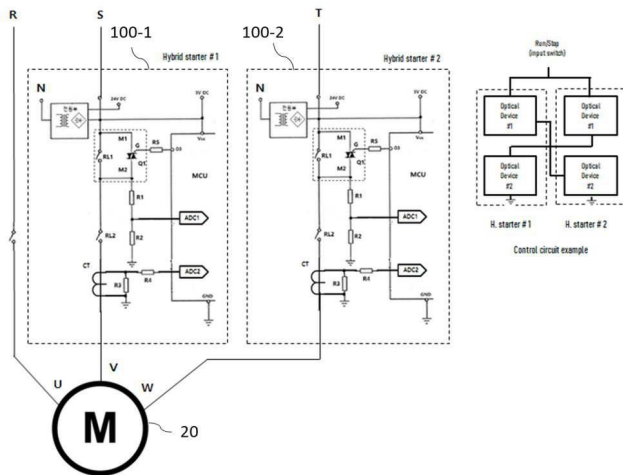 R
S
T
100-1
100-2
Hybrid starter # 1
Hybrid starter # 2
N
24V DC
5V DC
Vcc
M1
G
R5
D3
RL1
Q1
M2
MCU
R1
ADC1
R2
RL2
CT
ADC2
R4
R3
GND
N
24V DC
5V DC
Vcc
M1
G
R5
D3
RL1
Q1
M2
MCU
R1
ADC1
R2
RL2
CT
ADC2
R4
R3
GND
U
V
W
M
20
Run/Stop
(input switch)
Optical
Device
#1
Optical
Device
#1
Optical
Device
#2
Optical
Device
#2
H. starter # 1
H. starter # 2
Control circuit example